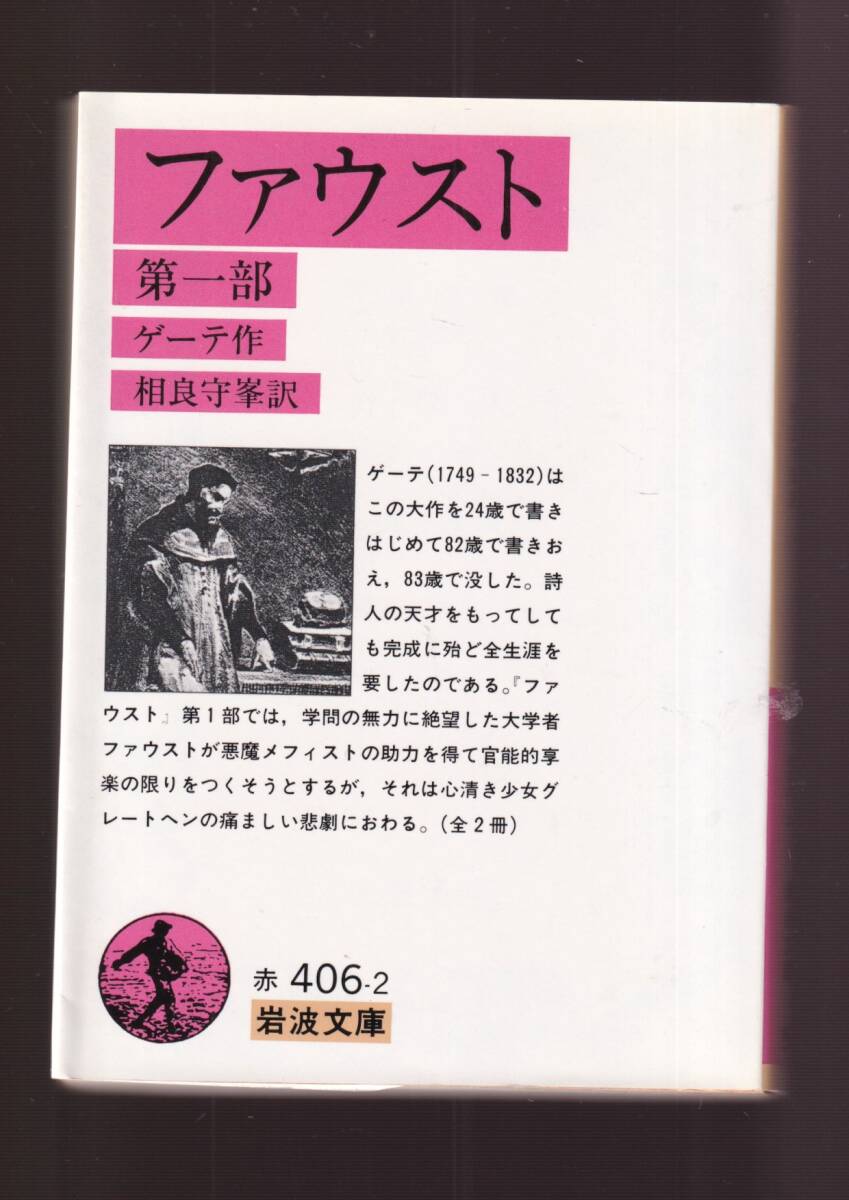 ファウスト
第一部
ゲーテ作
相良守峯訳
ゲーテ(1749－1832)は
この大作を24歳で書き
はじめて82歳で書きお
え，83歳で没した。詩
人の天才をもってして
も完成に殆ど全生涯を
要したのである。『ファ
ウスト』第１部では，学問の無力に絶望した大学者
ファウストが悪魔メフィストの助力を得て官能的享
楽の限りをつくそうとするが，それは心清き少女グ
レートヘンの痛ましい悲劇におわる。(全２冊)
赤 406-2
岩波文庫